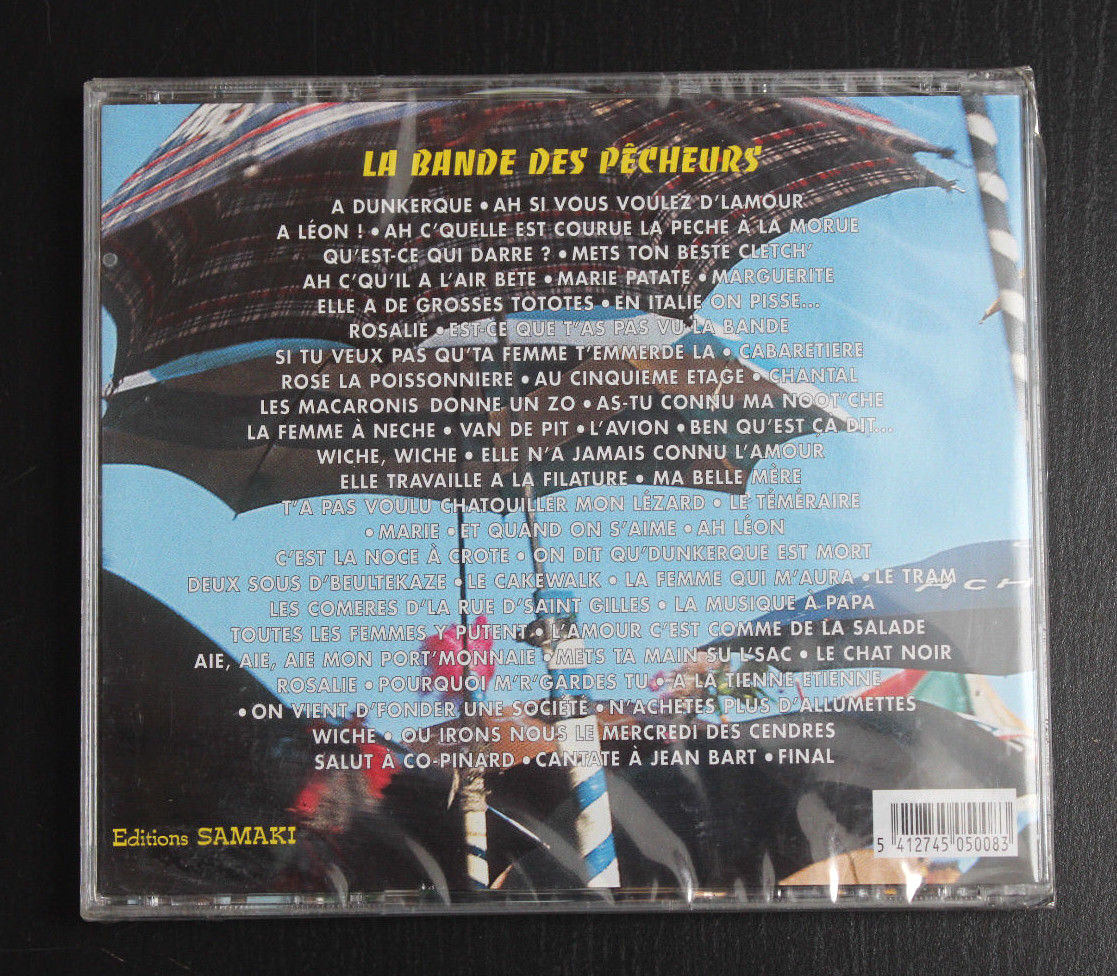 LA BANDE DES PÊCHEURS
A DUNKERQUE • AH SI VOUS VOULEZ D'LAMOUR
A LÉON ! • AH C'QUELLE EST COURUE LA PECHE À LA MORUE
QU'EST-CE QUI DARRE ? • METS TON BESTE CLETCH'
AH C'QU'IL A L'AIR BETE • MARIE PATATE • MARGUERITE
ELLE A DE GROSSES TOTOTES • EN ITALIE ON PISSE...
ROSALIE • EST-CE QUE T'AS PAS VU LA BANDE
SI TU VEUX PAS QU'TA FEMME T'EMMERDE LA • CABARETIERE
ROSE LA POISSONNIERE • AU CINQUIEME ETAGE • CHANTAL
LES MACARONIS DONNE UN ZO • AS-TU CONNU MA NOOT'CHE
LA FEMME À NECHE • VAN DE PIT • L'AVION • BEN QU'EST ÇA DIT...
WICHE, WICHE • ELLE N'A JAMAIS CONNU L'AMOUR
ELLE TRAVAILLE A LA FILATURE • MA BELLE MÈRE
T'A PAS VOULU CHATOUILLER MON LÉZARD • LE TÉMÉRAIRE
• MARIE • ET QUAND ON S'AIME • AH LÉON
C'EST LA NOCE À CROTE • ON DIT QU'DUNKERQUE EST MORT
DEUX SOUS D'BEULTEKAZE • LE CAKEWALK • LA FEMME QUI M'AURA • LE TRAM
LES COMERES D'LA RUE D'SAINT GILLES • LA MUSIQUE À PAPA
TOUTES LES FEMMES Y PUTENT • L'AMOUR C'EST COMME DE LA SALADE
AIE, AIE, AIE MON PORT'MONNAIE • METS TA MAIN SU L'SAC • LE CHAT NOIR
ROSALIE • POURQUOI M'R'GARDES TU • A LA TIENNE ETIENNE
• ON VIENT D'FONDER UNE SOCIÉTÉ • N'ACHETES PLUS D'ALLUMETTES
WICHE • OU IRONS NOUS LE MERCREDI DES CENDRES
SALUT À CO-PINARD • CANTATE À JEAN BART • FINAL
Editions SAMAKI
5 412745 050083